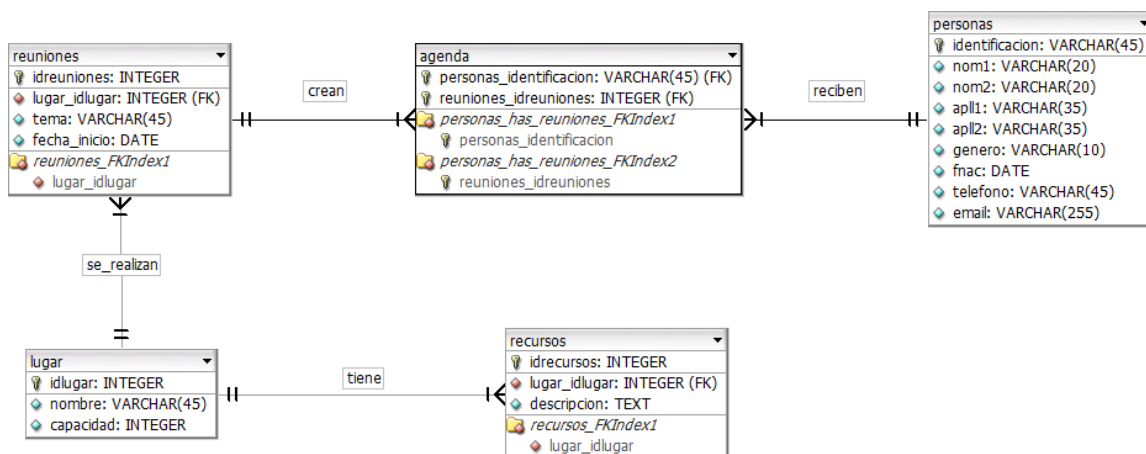 reuniones
idreuniones: INTEGER
lugar_idlugar: INTEGER (FK)
tema: VARCHAR(45)
fecha_inicio: DATE
reuniones_FKIndex1
lugar_idlugar
crean
agenda
personas_identificacion: VARCHAR(45) (FK)
reuniones_idreuniones: INTEGER (FK)
personas_has_reuniones_FKIndex1
personas_identificacion
personas_has_reuniones_FKIndex2
reuniones_idreuniones
reciben
personas
identificacion: VARCHAR(45)
nom1: VARCHAR(20)
nom2: VARCHAR(20)
apll1: VARCHAR(35)
apll2: VARCHAR(35)
genero: VARCHAR(10)
fnac: DATE
telefono: VARCHAR(45)
email: VARCHAR(255)
se_realizan
lugar
idlugar: INTEGER
nombre: VARCHAR(45)
capacidad: INTEGER
tiene
recursos
idrecursos: INTEGER
lugar_idlugar: INTEGER (FK)
descripcion: TEXT
recursos_FKIndex1
lugar_idlugar